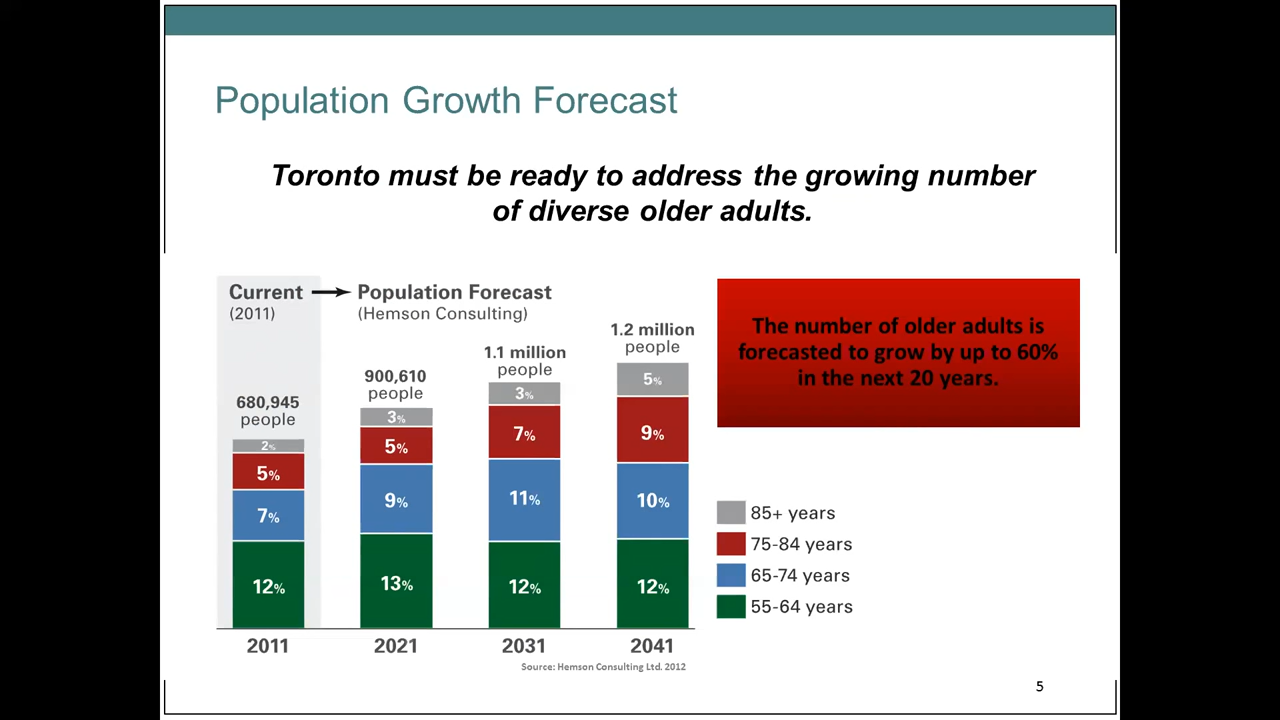 Population Growth Forecast
Toronto must be ready to address the growing number
of diverse older adults.
Current → Population Forecast
(2011) (Hemson Consulting)
680,945
people
900,610
people
1.1 million
people
1.2 million
people
2%
5%
7%
12%
3%
5%
9%
13%
3%
7%
11%
12%
5%
9%
10%
12%
2011 2021 2031 2041
Source: Hemson Consulting Ltd. 2012
The number of older adults is
forecasted to grow by up to 60%
in the next 20 years.
85+ years
75-84 years
65-74 years
55-64 years
5